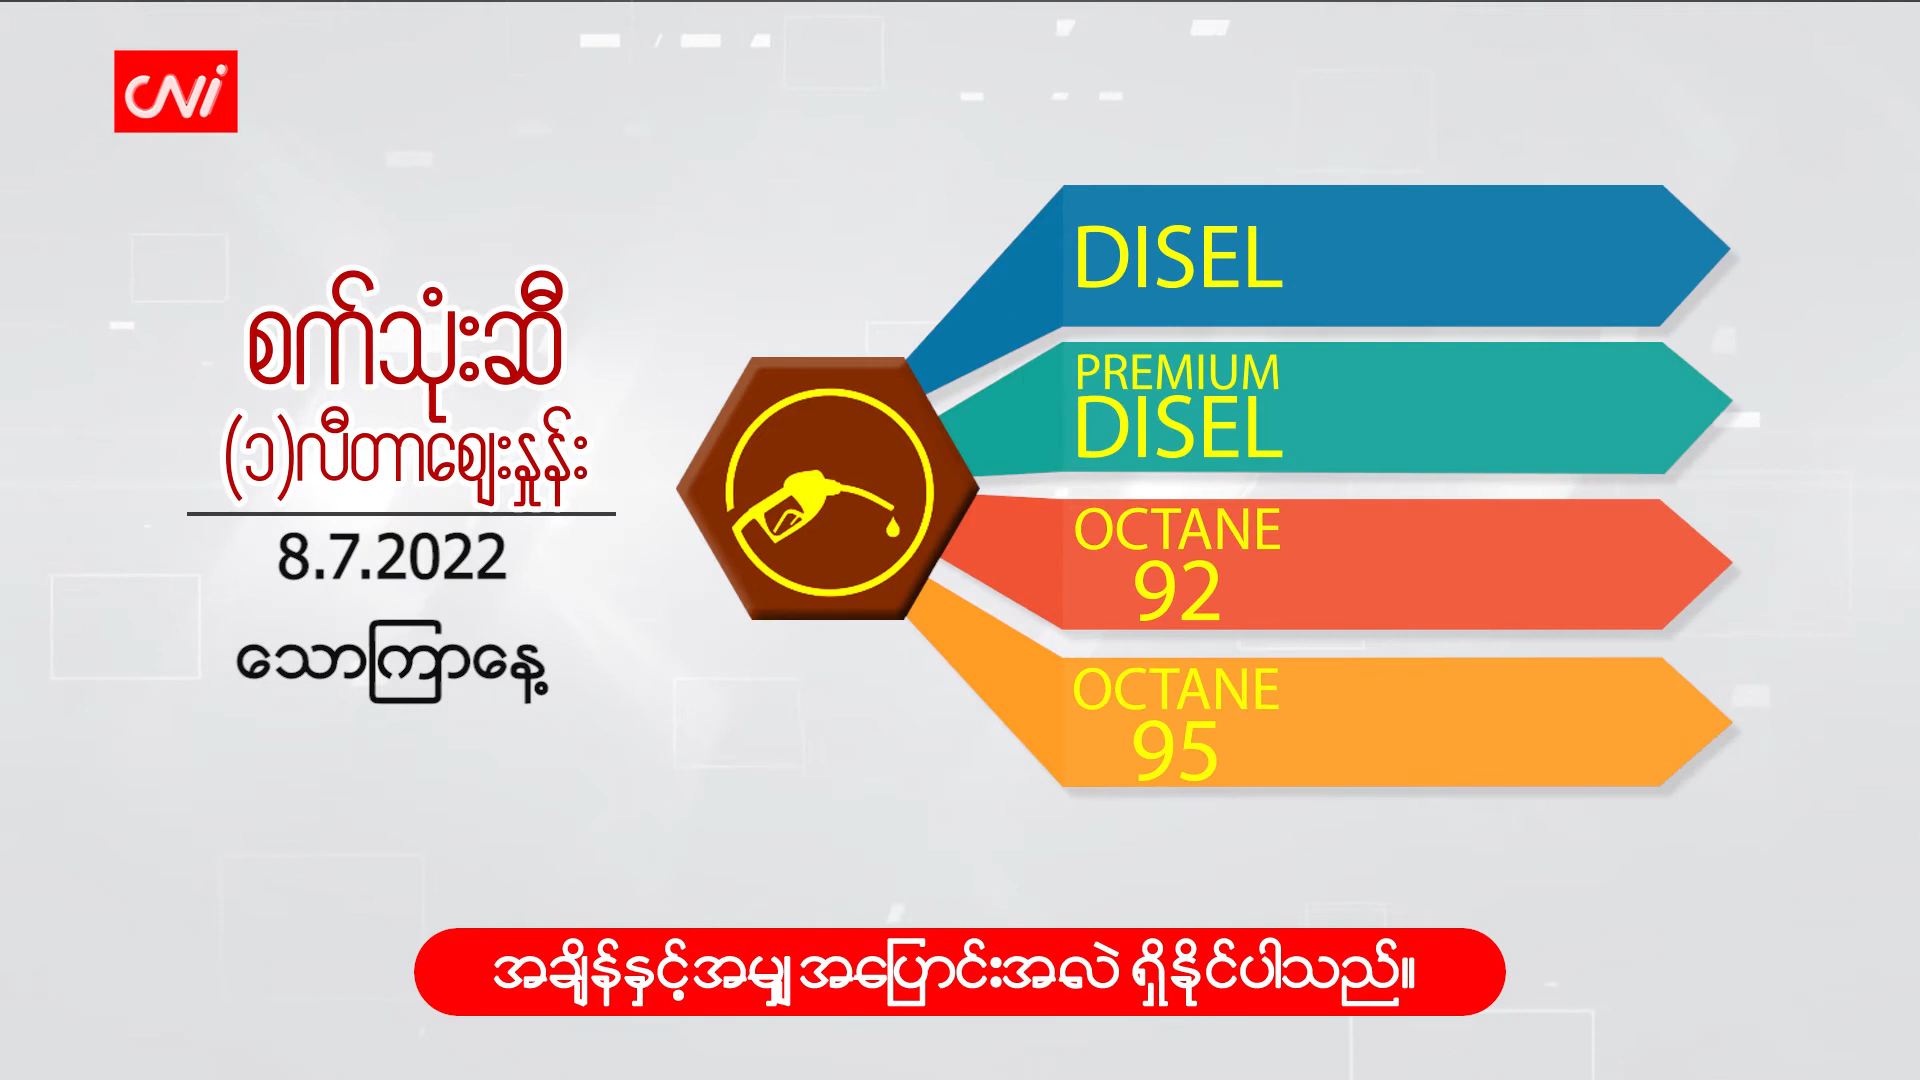 CNi
စက်သုံးဆီ
(၁)လီတာဈေးနှုန်း
8.7.2022
သောကြာနေ့
DISEL
PREMIUM
DISEL
OCTANE
92
OCTANE
95
အချိန်နှင့်အမျှ အပြောင်းအလဲ ရှိနိုင်ပါသည်။